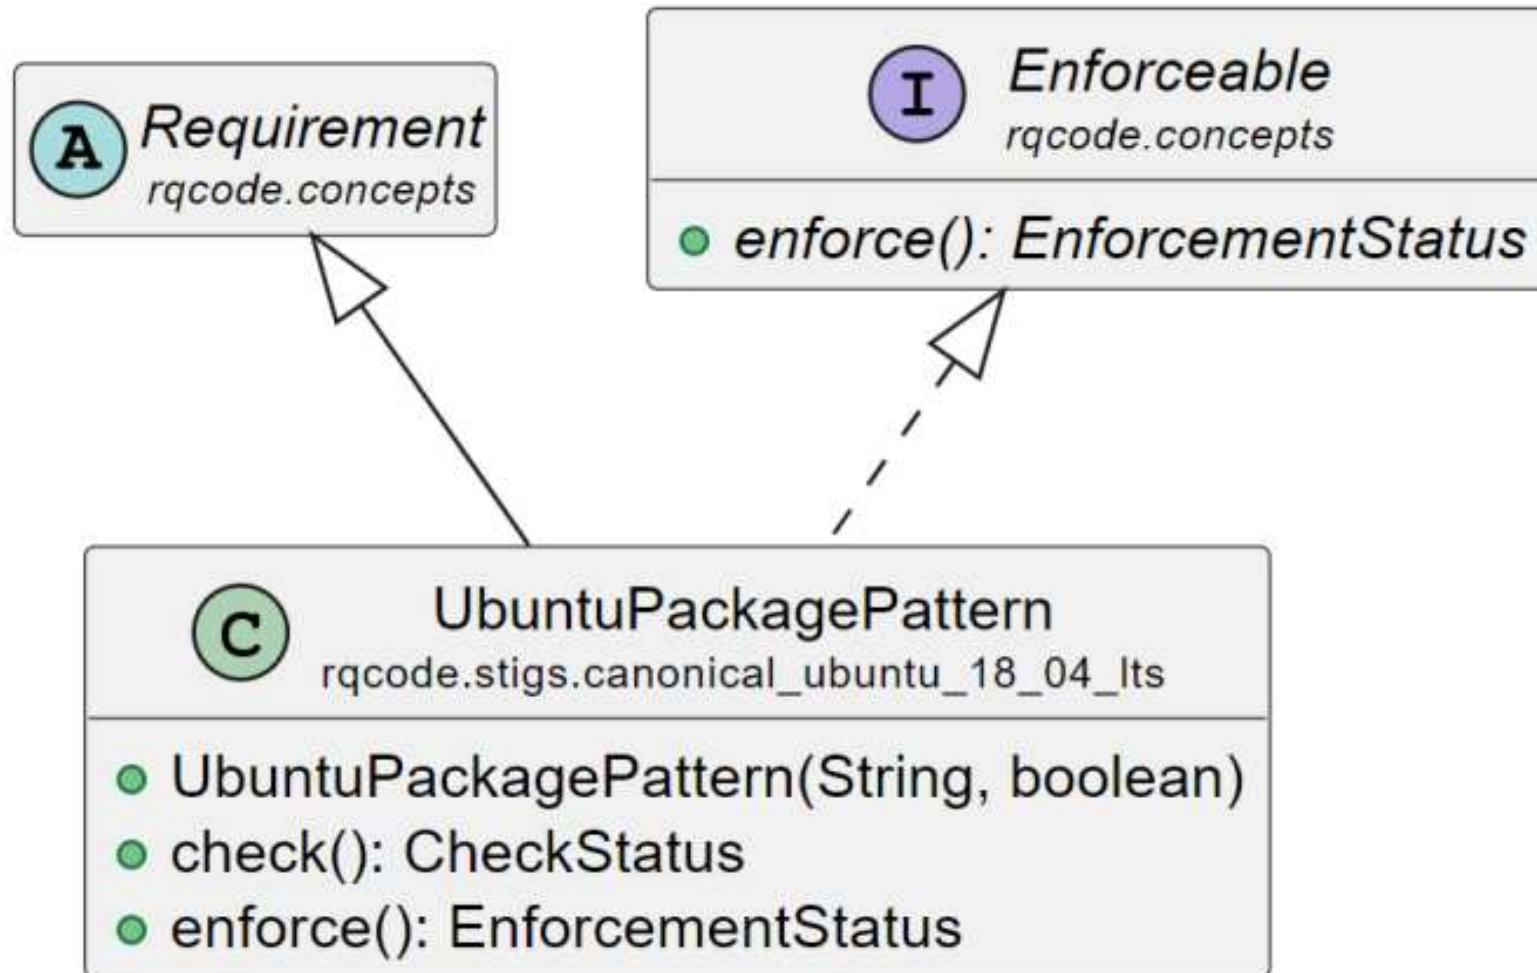 A
Requirement
rqcode.concepts
I
Enforceable
rqcode.concepts
enforce(): EnforcementStatus
C
UbuntuPackagePattern
rqcode.stigs.canonical_ubuntu_18_04_lts
UbuntuPackagePattern(String, boolean)
check(): CheckStatus
enforce(): EnforcementStatus